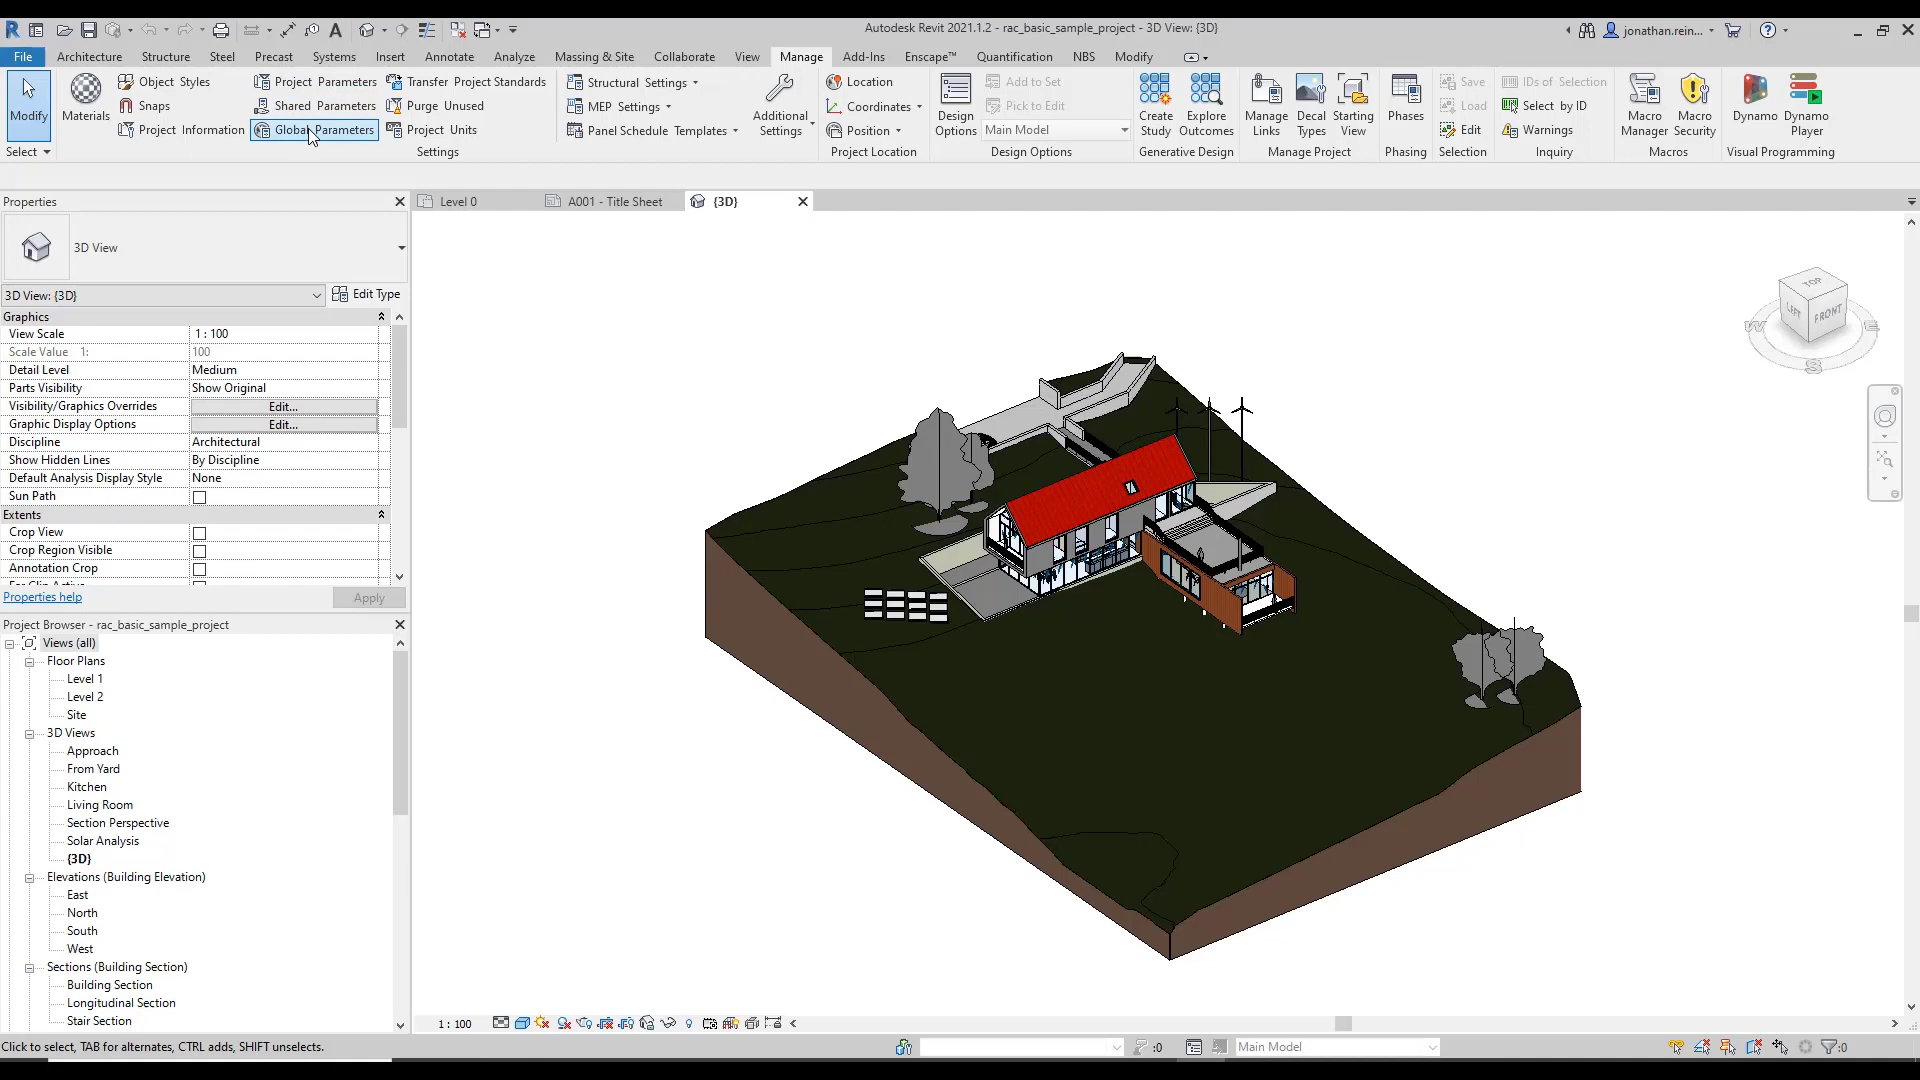 Autodesk Revit 2021.1.2 - rac_basic_sample_project - 3D View: {3D}
jonathan.rein...
File Architecture Structure Steel Precast Systems Insert Annotate Analyze Massing & Site Collaborate View Manage Add-Ins Enscape™ Quantification NBS Modify
Modify
Select
Materials
Object Styles
Snaps
Project Information
Project Parameters
Shared Parameters
Global Parameters
Transfer Project Standards
Purge Unused
Project Units
Settings
Structural Settings
MEP Settings
Panel Schedule Templates
Additional Settings
Location
Coordinates
Position
Project Location
Design Options
Add to Set
Pick to Edit
Main Model
Design Options
Create Study
Explore Outcomes
Generative Design
Manage Links
Decal Types
Starting View
Manage Project
Phases
Phasing
Save
Load
Edit
Selection
IDs of Selection
Select by ID
Warnings
Inquiry
Macro Manager
Macro Security
Macros
Dynamo
Dynamo Player
Visual Programming
Properties
3D View
3D View: {3D}
Edit Type
Graphics
View Scale 1 : 100
Scale Value 1: 100
Detail Level Medium
Parts Visibility Show Original
Visibility/Graphics Overrides Edit...
Graphic Display Options Edit...
Discipline Architectural
Show Hidden Lines By Discipline
Default Analysis Display Style None
Sun Path
Extents
Crop View
Crop Region Visible
Annotation Crop
Properties help
Apply
Project Browser - rac_basic_sample_project
Views (all)
Floor Plans
Level 1
Level 2
Site
3D Views
Approach
From Yard
Kitchen
Living Room
Section Perspective
Solar Analysis
{3D}
Elevations (Building Elevation)
East
North
South
West
Sections (Building Section)
Building Section
Longitudinal Section
Stair Section
Level 0
A001 - Title Sheet
{3D}
TOP
LEFT
FRONT
W
E
S
1 : 100
Click to select, TAB for alternates, CTRL adds, SHIFT unselects.
:0
Main Model
:0